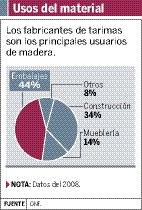 Usos del material
Los fabricantes de tarimas
son los principales usuarios
de madera.
Embalajes
44%
Otros
8%
Construcción
34%
Mueblería
14%
NOTA: Datos del 2008.
FUENTE ONF.